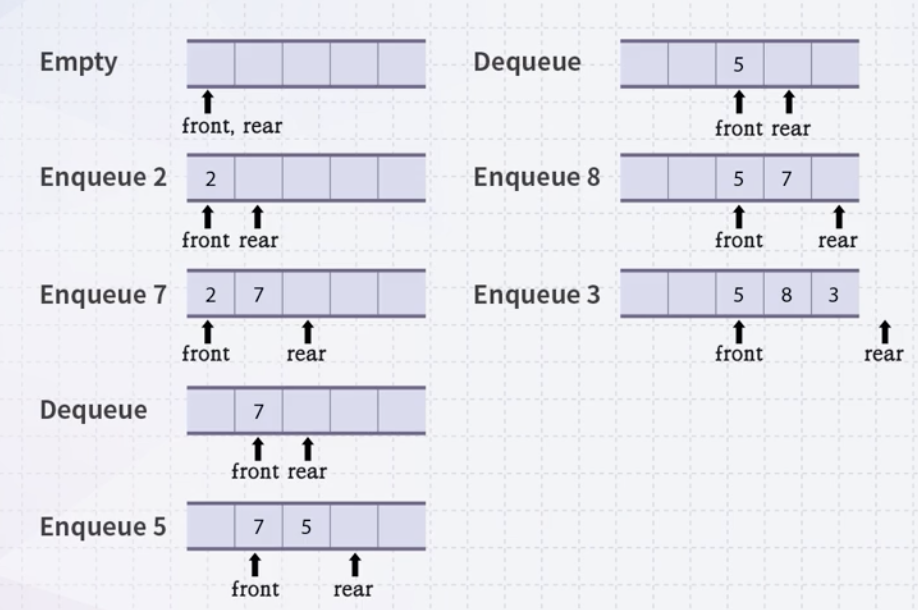 Empty
front, rear
Enqueue 2
2
front rear
Enqueue 7
2 7
front rear
Dequeue
7
front rear
Enqueue 5
7 5
front rear
Dequeue
5
front rear
Enqueue 8
5 7
front rear
Enqueue 3
5 8 3
front rear